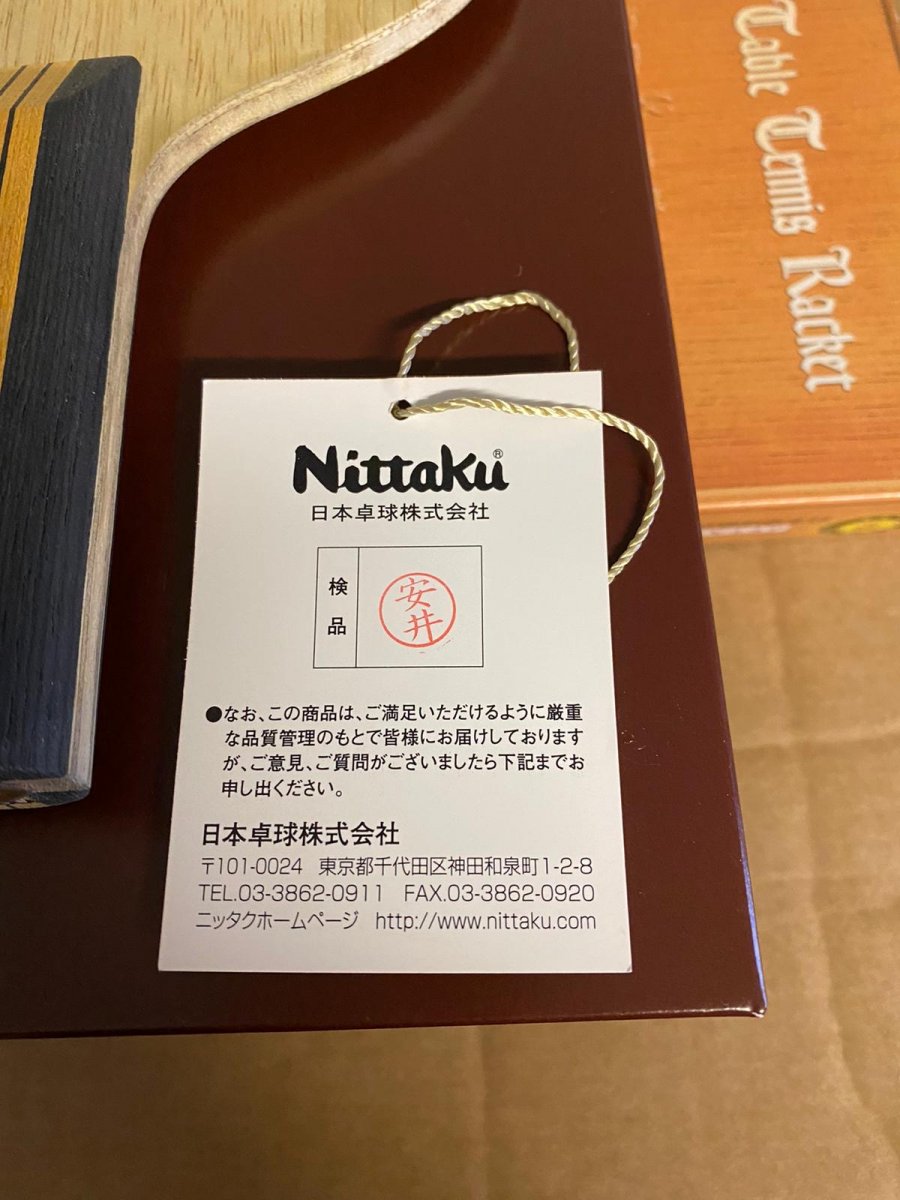 Table Tennis Racket
Nittaku®
日本卓球株式会社
検品
安井
●なお、この商品は、ご満足いただけるように厳重
な品質管理のもとで皆様にお届けしております
が、ご意見、ご質問がございましたら下記までお
申し出ください。
日本卓球株式会社
〒101-0024 東京都千代田区神田和泉町1-2-8
TEL.03-3862-0911 FAX.03-3862-0920
ニッタクホームページ http://www.nittaku.com